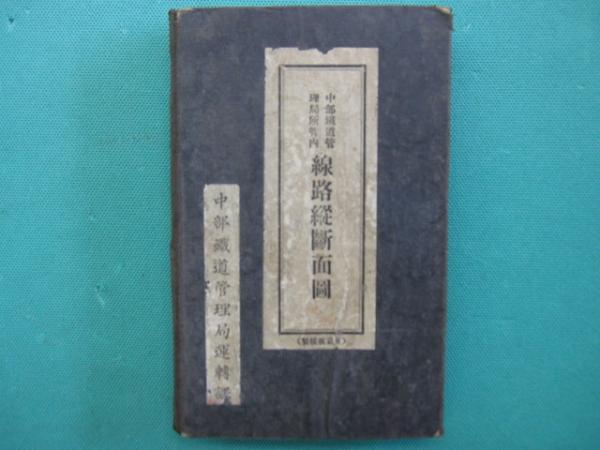 中部鐵道管
理局所管内
線路縱斷面圖
中部鐵道管理局運轉課